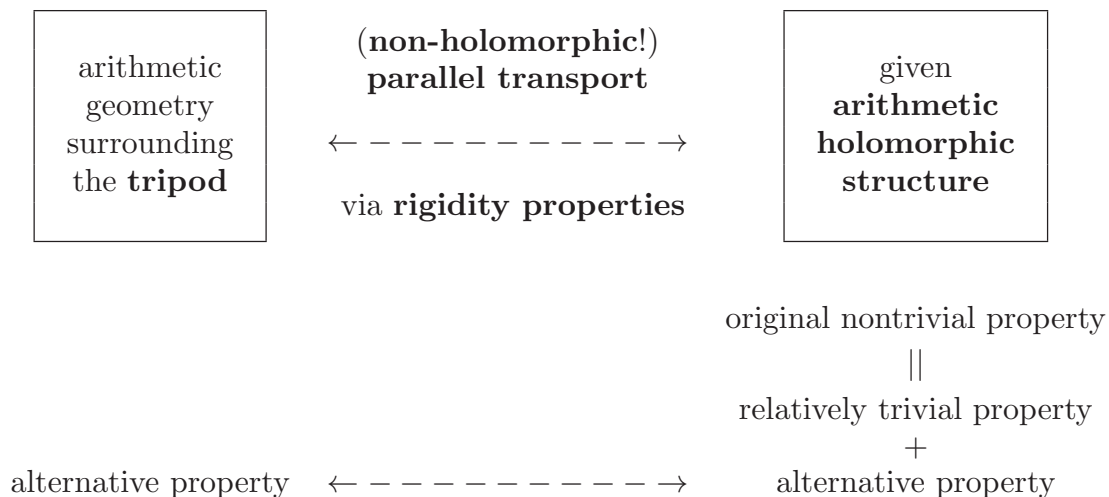 arithmetic
geometry
surrounding
the tripod
(non-holomorphic!)
parallel transport
← − − − − − − − − − − − →
via rigidity properties
given
arithmetic
holomorphic
structure
original nontrivial property
||
relatively trivial property
+
alternative property ← − − − − − − − − − − − → alternative property